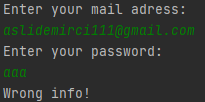 Enter your mail adress:
aslidemirci111@gmail.com
Enter your password:
aaa
Wrong info!